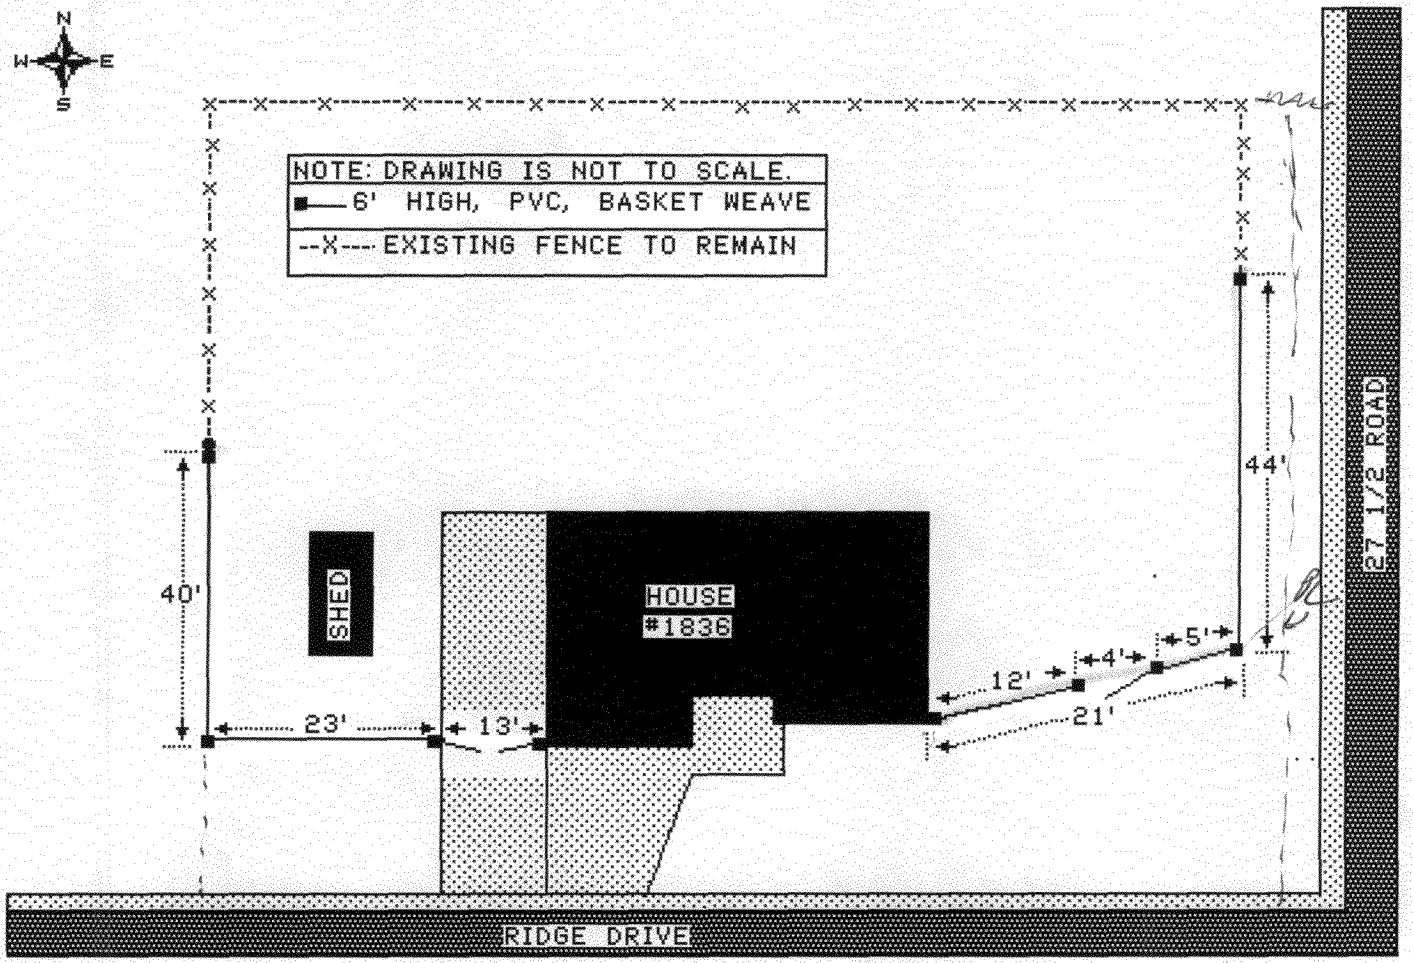 N
W E
S
NOTE: DRAWING IS NOT TO SCALE.
6' HIGH, PVC, BASKET WEAVE
--X--- EXISTING FENCE TO REMAIN
27 1/2 ROAD
44'
40'
SHED
HOUSE
#1836
5'
4'
12'
21'
23'
13'
RIDGE DRIVE